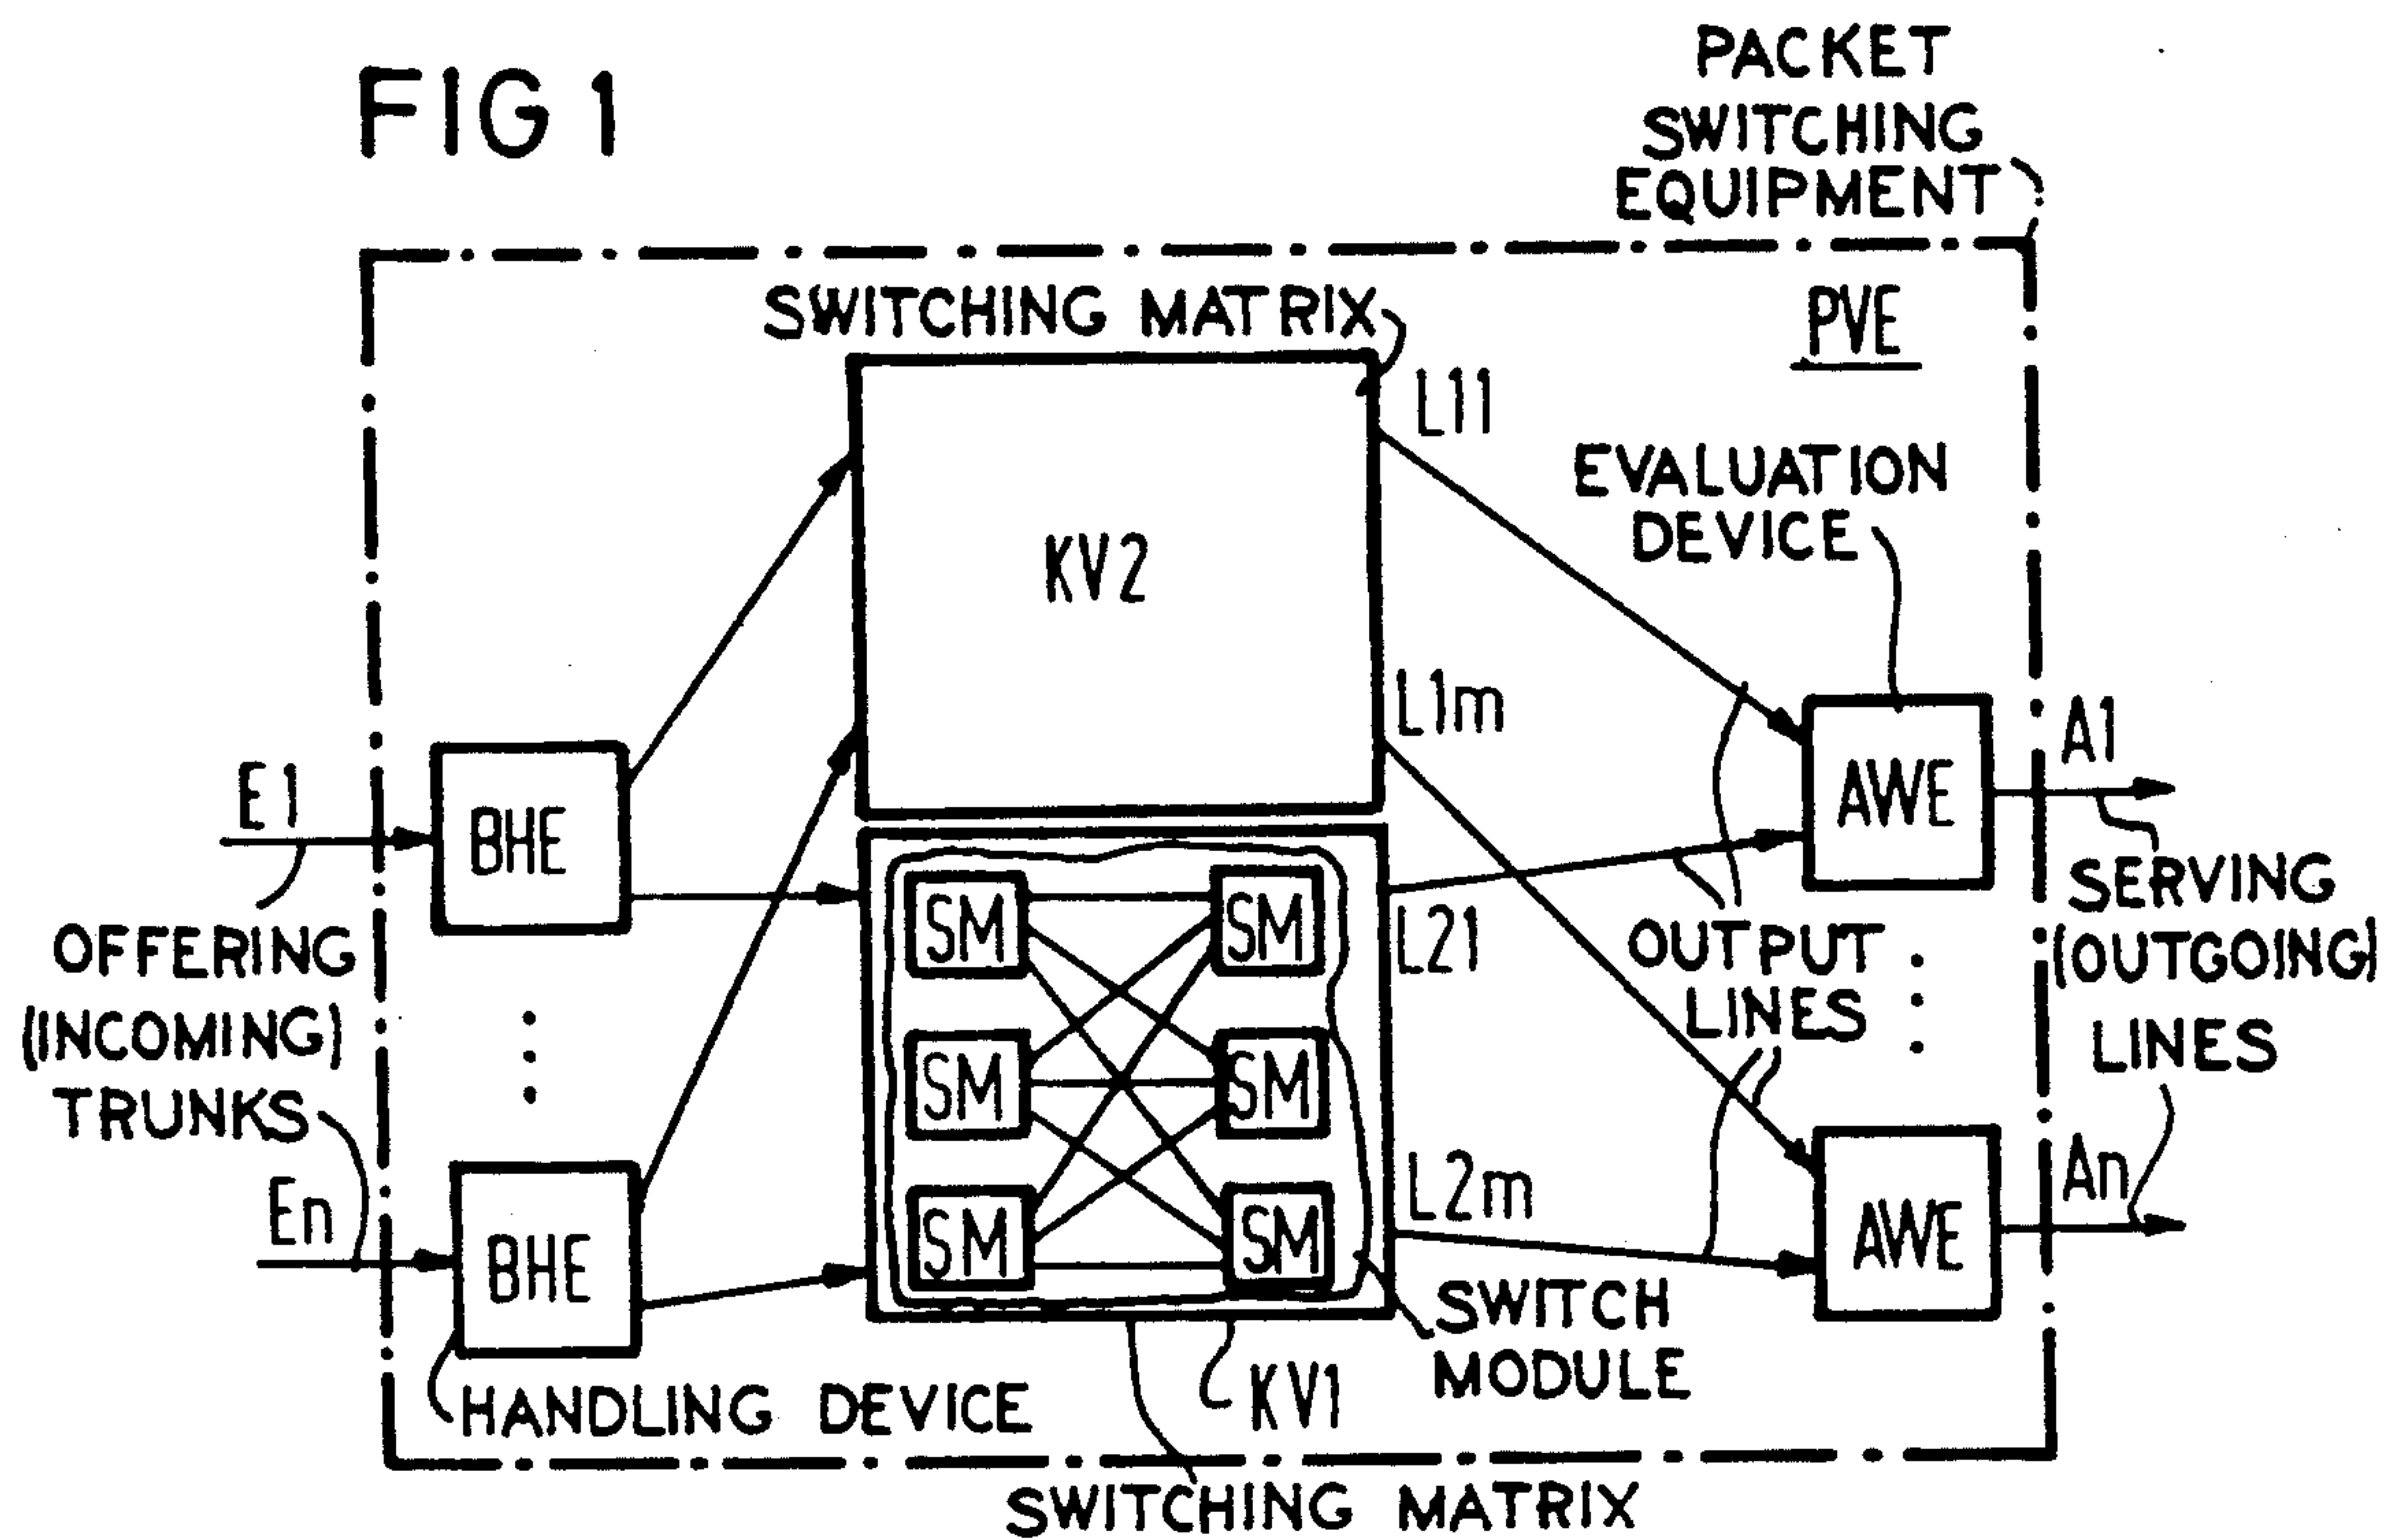 FIG 1
PACKET
SWITCHING
EQUIPMENT
SWITCHING MATRIX
PVE
L11
EVALUATION
DEVICE
KV2
L1m
A1
E1
BHE
AWE
SM
SM
L21
SERVING
(OUTGOING)
LINES
OFFERING
(INCOMING)
TRUNKS
OUTPUT
LINES
SM
SM
En
BHE
SM
SM
L2m
An
AWE
SWITCH
MODULE
HANDLING DEVICE
KV1
SWITCHING MATRIX